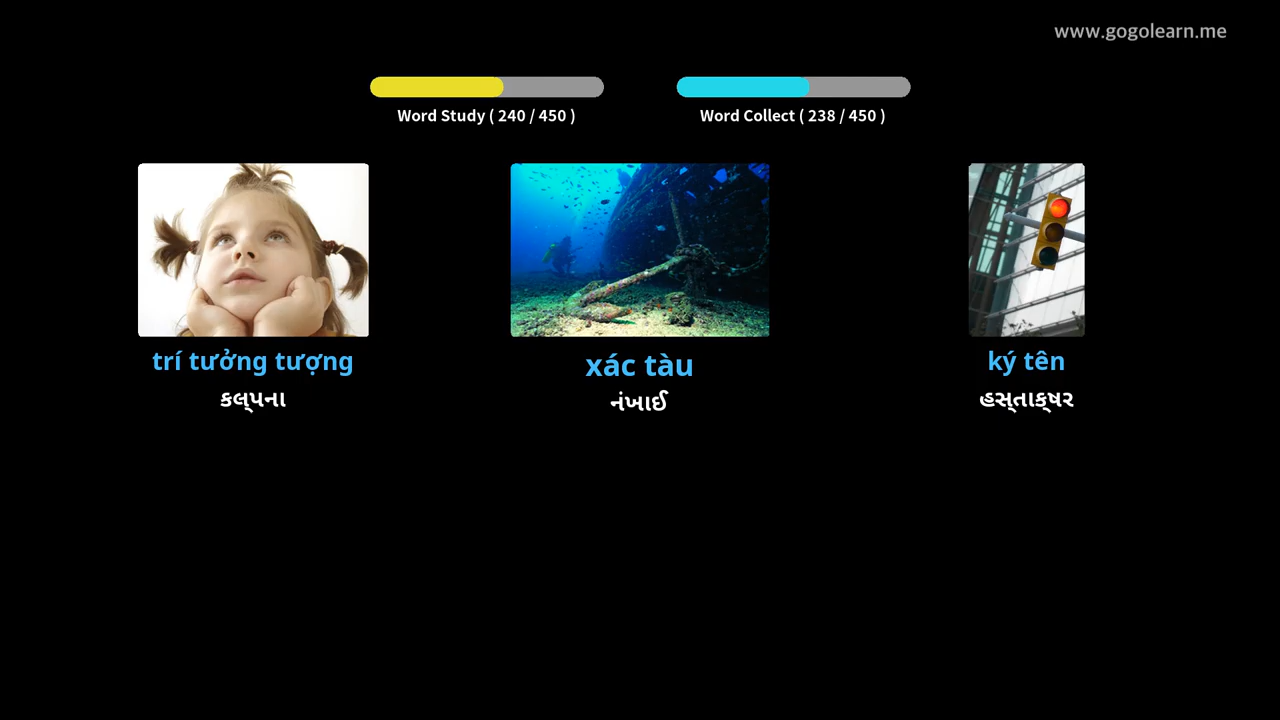 www.gogolearn.me
Word Study ( 240 / 450 )
Word Collect ( 238 / 450 )
trí tưởng tượng
કલ્પના
xác tàu
નંખાઈ
ký tên
હસ્તાક્ષર